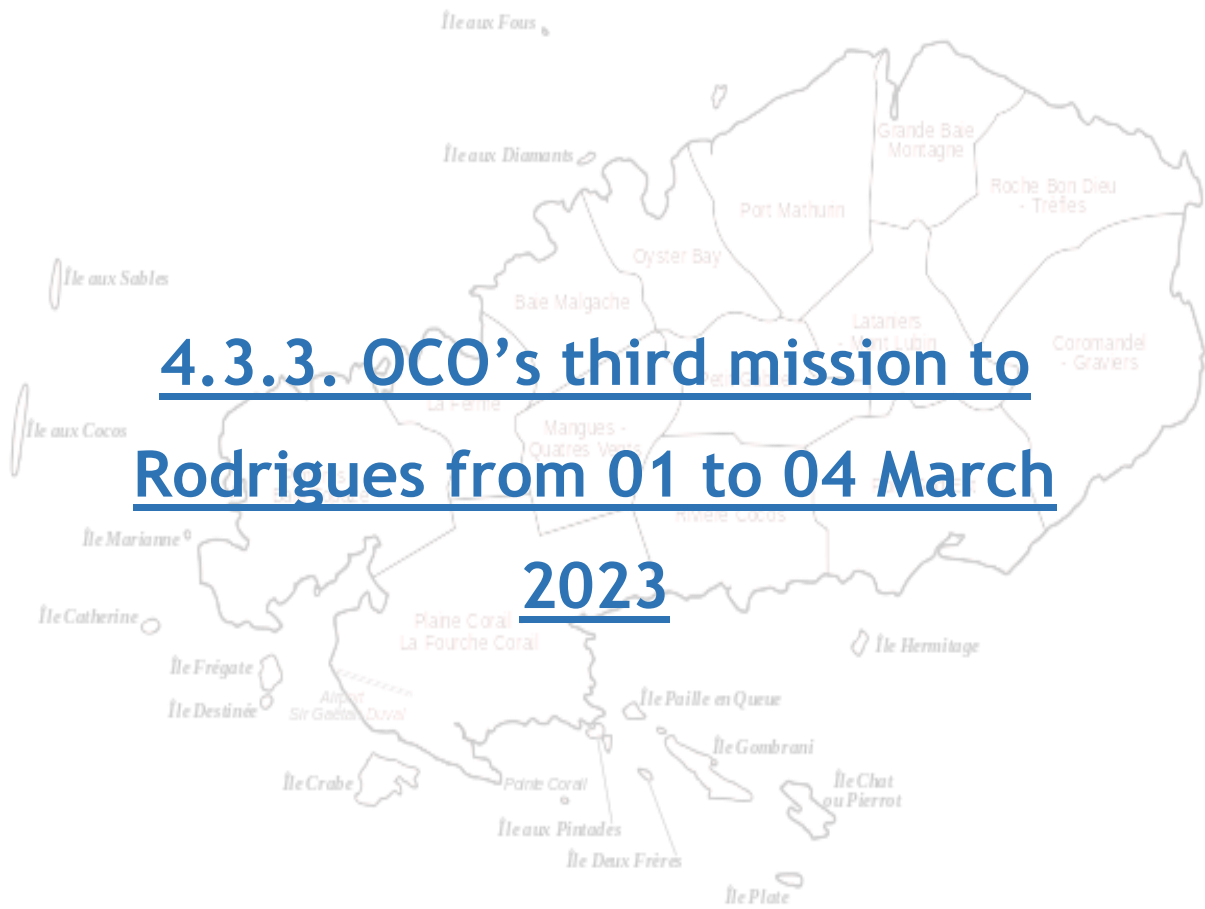 Île aux Fous
Grande Baie
Montagne
Île aux Diamants
Roche Bon Dieu
- Trèfles
Port Mathurin
Oyster Bay
Île aux Sables
Baie Malgache
Lataniers
- Mont Lubin
Coromandel
- Graviers
4.3.3. OCO’s third mission to
La Ferme
Île aux Cocos
Mangues -
Quatres Vents
Rodrigues from 01 to 04 March
Rivière Cocos
Île Marianne
2023
Île Catherine
Plaine Corail
La Fourche Corail
Île Hermitage
Île Frégate
Île Destinée
Airport
Sir Gaëtan Duval
Île Paille en Queue
Île Gombrani
Île Crabe
Pointe Corail
Île Chat
ou Pierrot
Île aux Pintades
Île Deux Frères
Île Plate